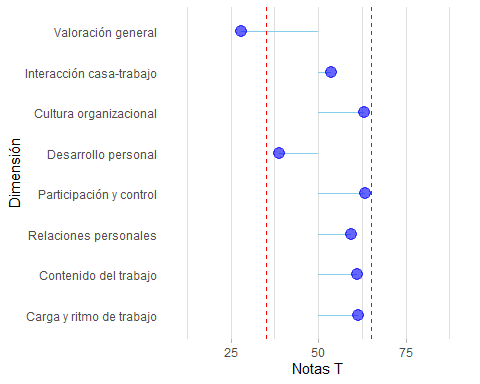 Valoración general
Interacción casa-trabajo
Cultura organizacional
Desarrollo personal
Participación y control
Relaciones personales
Contenido del trabajo
Carga y ritmo de trabajo
Dimensión
25 50 75
Notas T